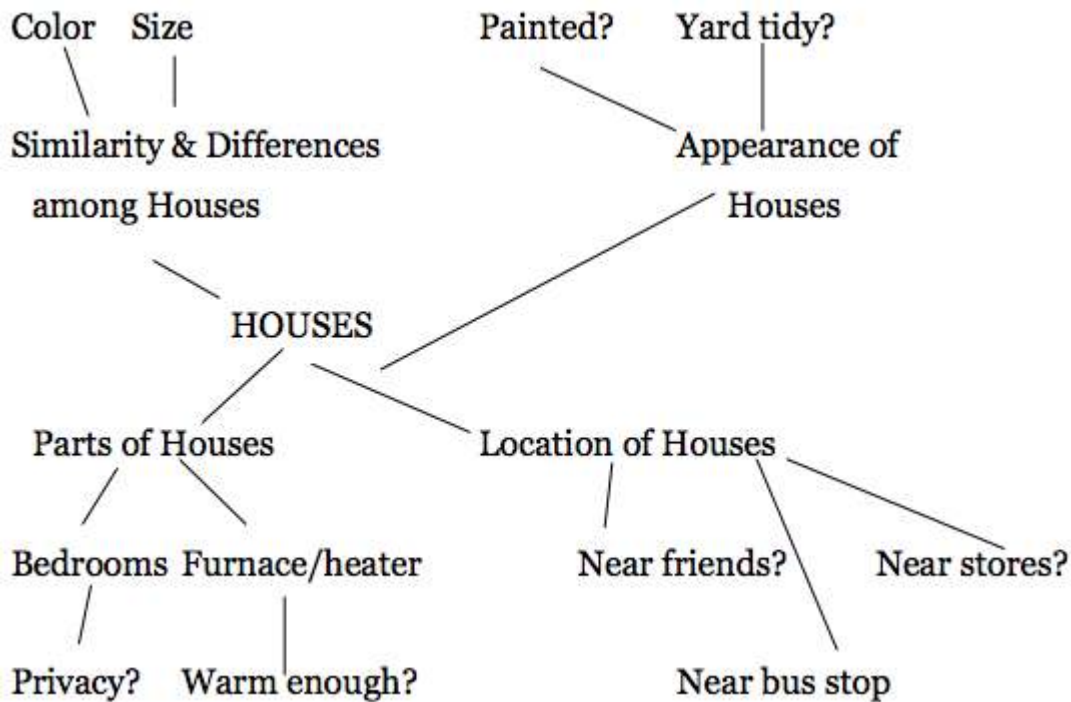 Color Size Painted? Yard tidy?
Similarity & Differences Appearance of
among Houses Houses
HOUSES
Parts of Houses Location of Houses
Bedrooms Furnace/heater Near friends? Near stores?
Privacy? Warm enough? Near bus stop